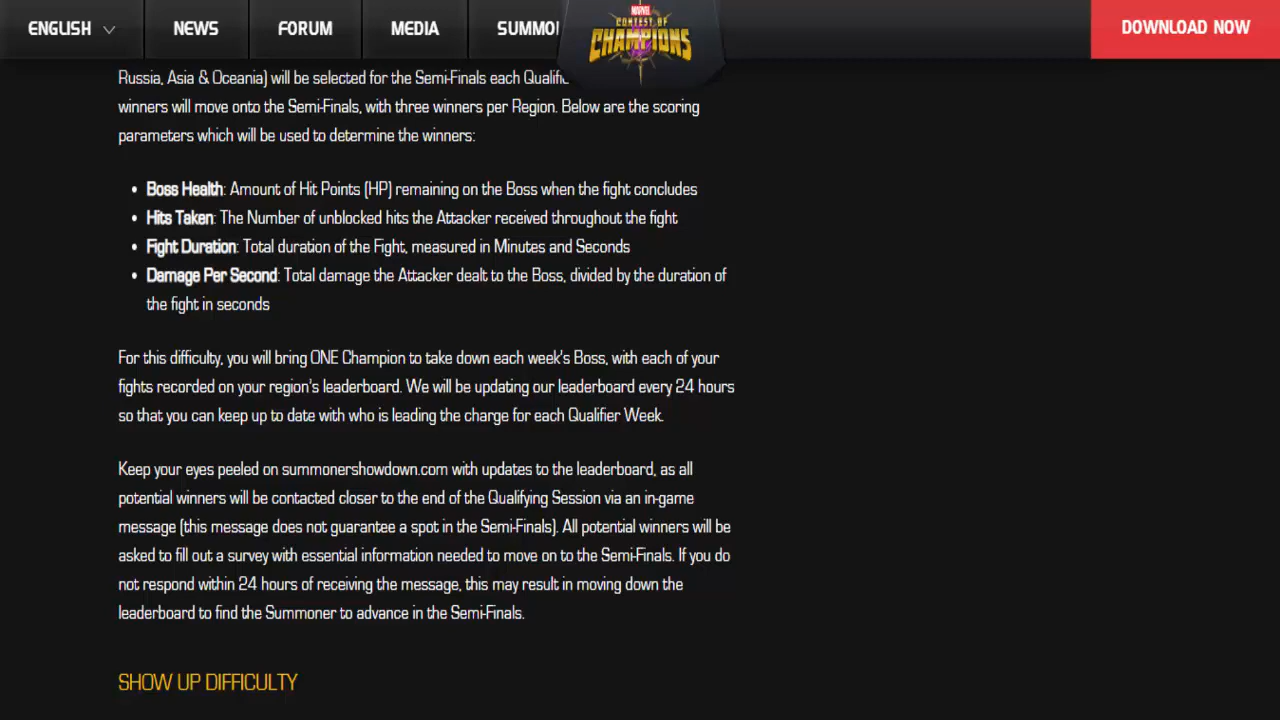 ENGLISH NEWS FORUM MEDIA SUMMO
MARVEL
CONTEST OF
CHAMPIONS
DOWNLOAD NOW
Russia, Asia & Oceania) will be selected for the Semi-Finals each
winners will move onto the Semi-Finals, with three winners per Region. Below are the scoring
parameters which will be used to determine the winners:
• Boss Health: Amount of Hit Points (HP) remaining on the Boss when the fight concludes
• Hits Taken: The Number of unblocked hits the Attacker received throughout the fight
• Fight Duration: Total duration of the Fight, measured in Minutes and Seconds
• Damage Per Second: Total damage the Attacker dealt to the Boss, divided by the duration of
the fight in seconds
For this difficulty, you will bring ONE Champion to take down each week's Boss, with each of your
fights recorded on your region's leaderboard. We will be updating our leaderboard every 24 hours
so that you can keep up to date with who is leading the charge for each Qualifier Week.
Keep your eyes peeled on summonershowdown.com with updates to the leaderboard, as all
potential winners will be contacted closer to the end of the Qualifying Session via an in-game
message (this message does not guarantee a spot in the Semi-Finals). All potential winners will be
asked to fill out a survey with essential information needed to move on to the Semi-Finals. If you do
not respond within 24 hours of receiving the message, this may result in moving down the
leaderboard to find the Summoner to advance in the Semi-Finals.
SHOW UP DIFFICULTY